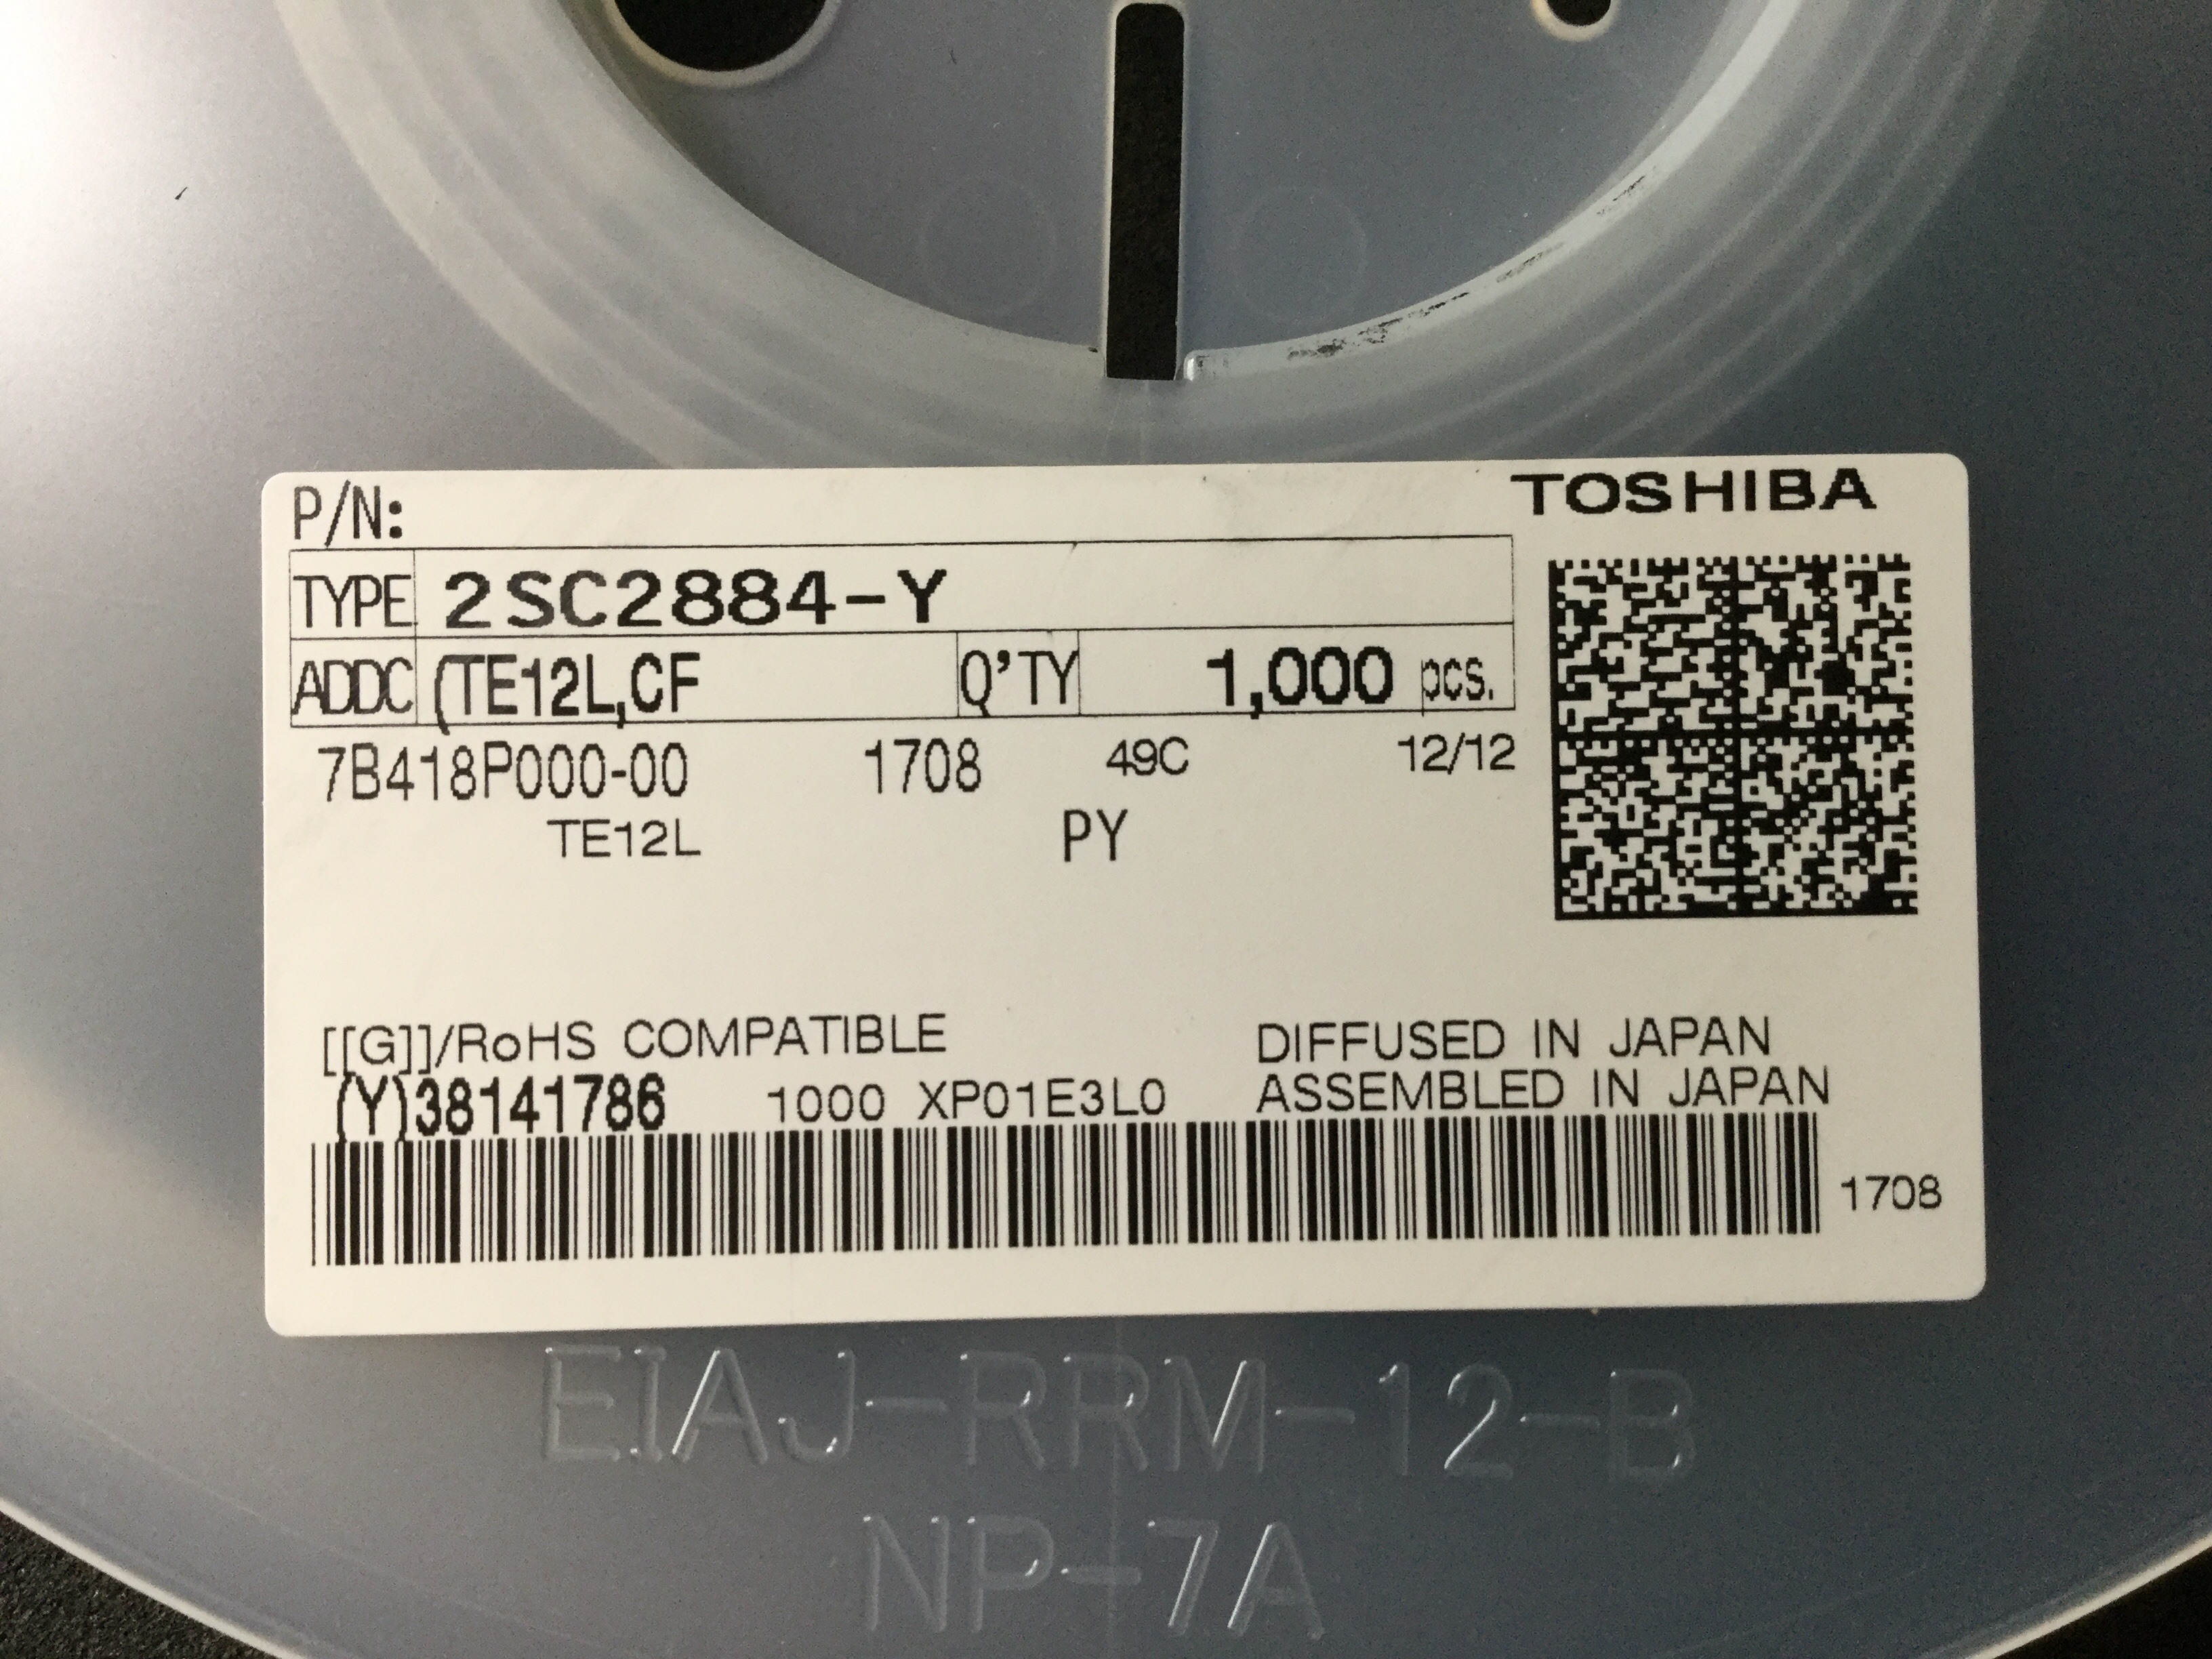 P/N:
TOSHIBA
TYPE 2SC2884-Y
ADDC (TE12L,CF Q'TY 1,000 pcs.
7B418P000-00 1708 49C 12/12
TE12L PY
[[G]]/RoHS COMPATIBLE DIFFUSED IN JAPAN
(Y)38141786 1000 XP01E3L0 ASSEMBLED IN JAPAN
1708
EIAJ-RRM-12-B
NP-7A